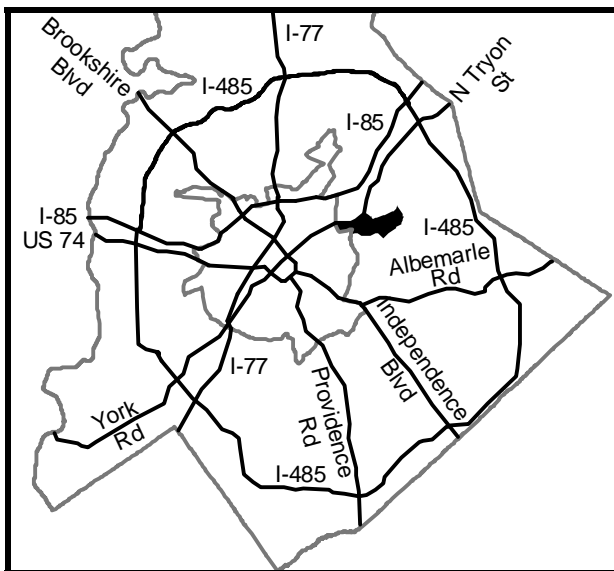 I-77
Brookshire
Blvd
I-485
N Tryon
St
I-85
I-85
US 74
I-485
Albemarle
Rd
Independence
Blvd
I-77
Providence
Rd
York
Rd
I-485